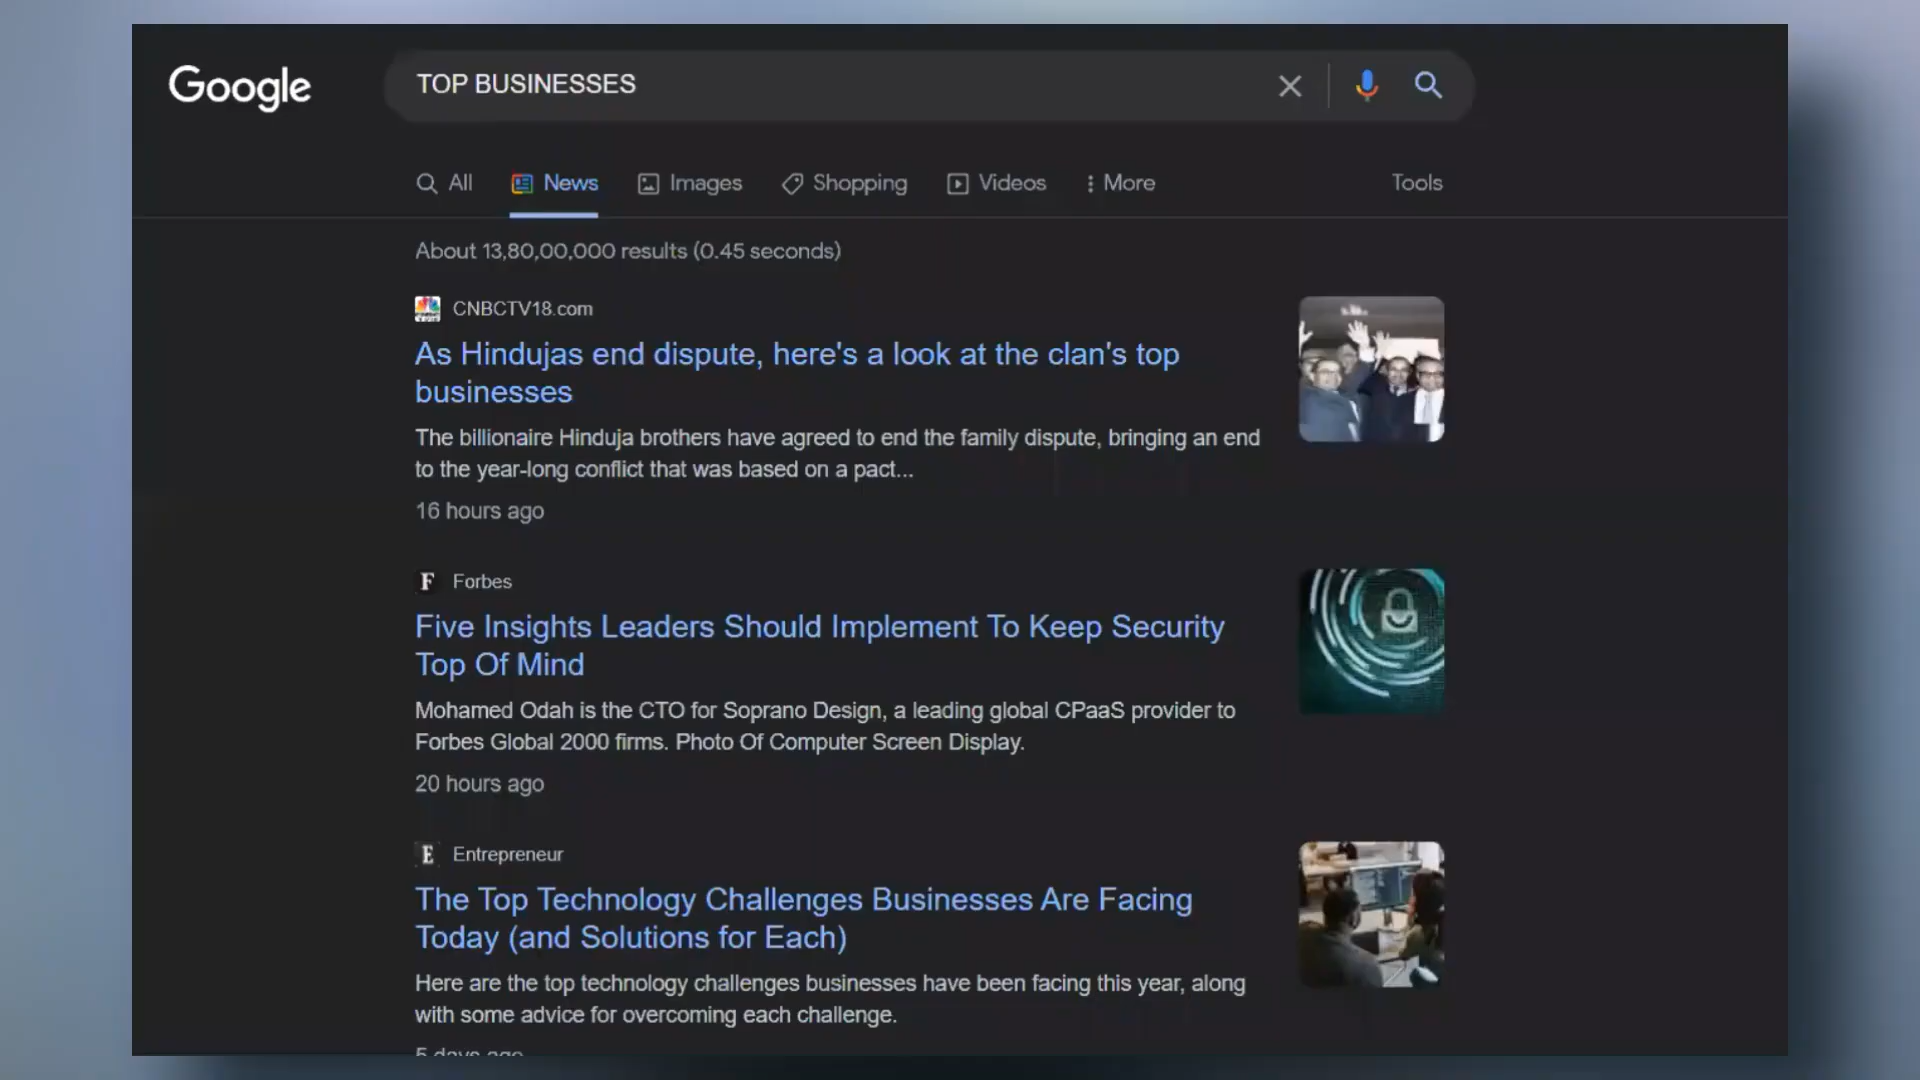 Google
TOP BUSINESSES
All
News
Images
Shopping
Videos
More
Tools
About 13,80,00,000 results (0.45 seconds)
CNBCTV18.com
As Hindujas end dispute, here's a look at the clan's top
businesses
The billionaire Hinduja brothers have agreed to end the family dispute, bringing an end
to the year-long conflict that was based on a pact...
16 hours ago
F Forbes
Five Insights Leaders Should Implement To Keep Security
Top Of Mind
Mohamed Odah is the CTO for Soprano Design, a leading global CPaaS provider to
Forbes Global 2000 firms. Photo Of Computer Screen Display.
20 hours ago
E Entrepreneur
The Top Technology Challenges Businesses Are Facing
Today (and Solutions for Each)
Here are the top technology challenges businesses have been facing this year, along
with some advice for overcoming each challenge.
5 days ago